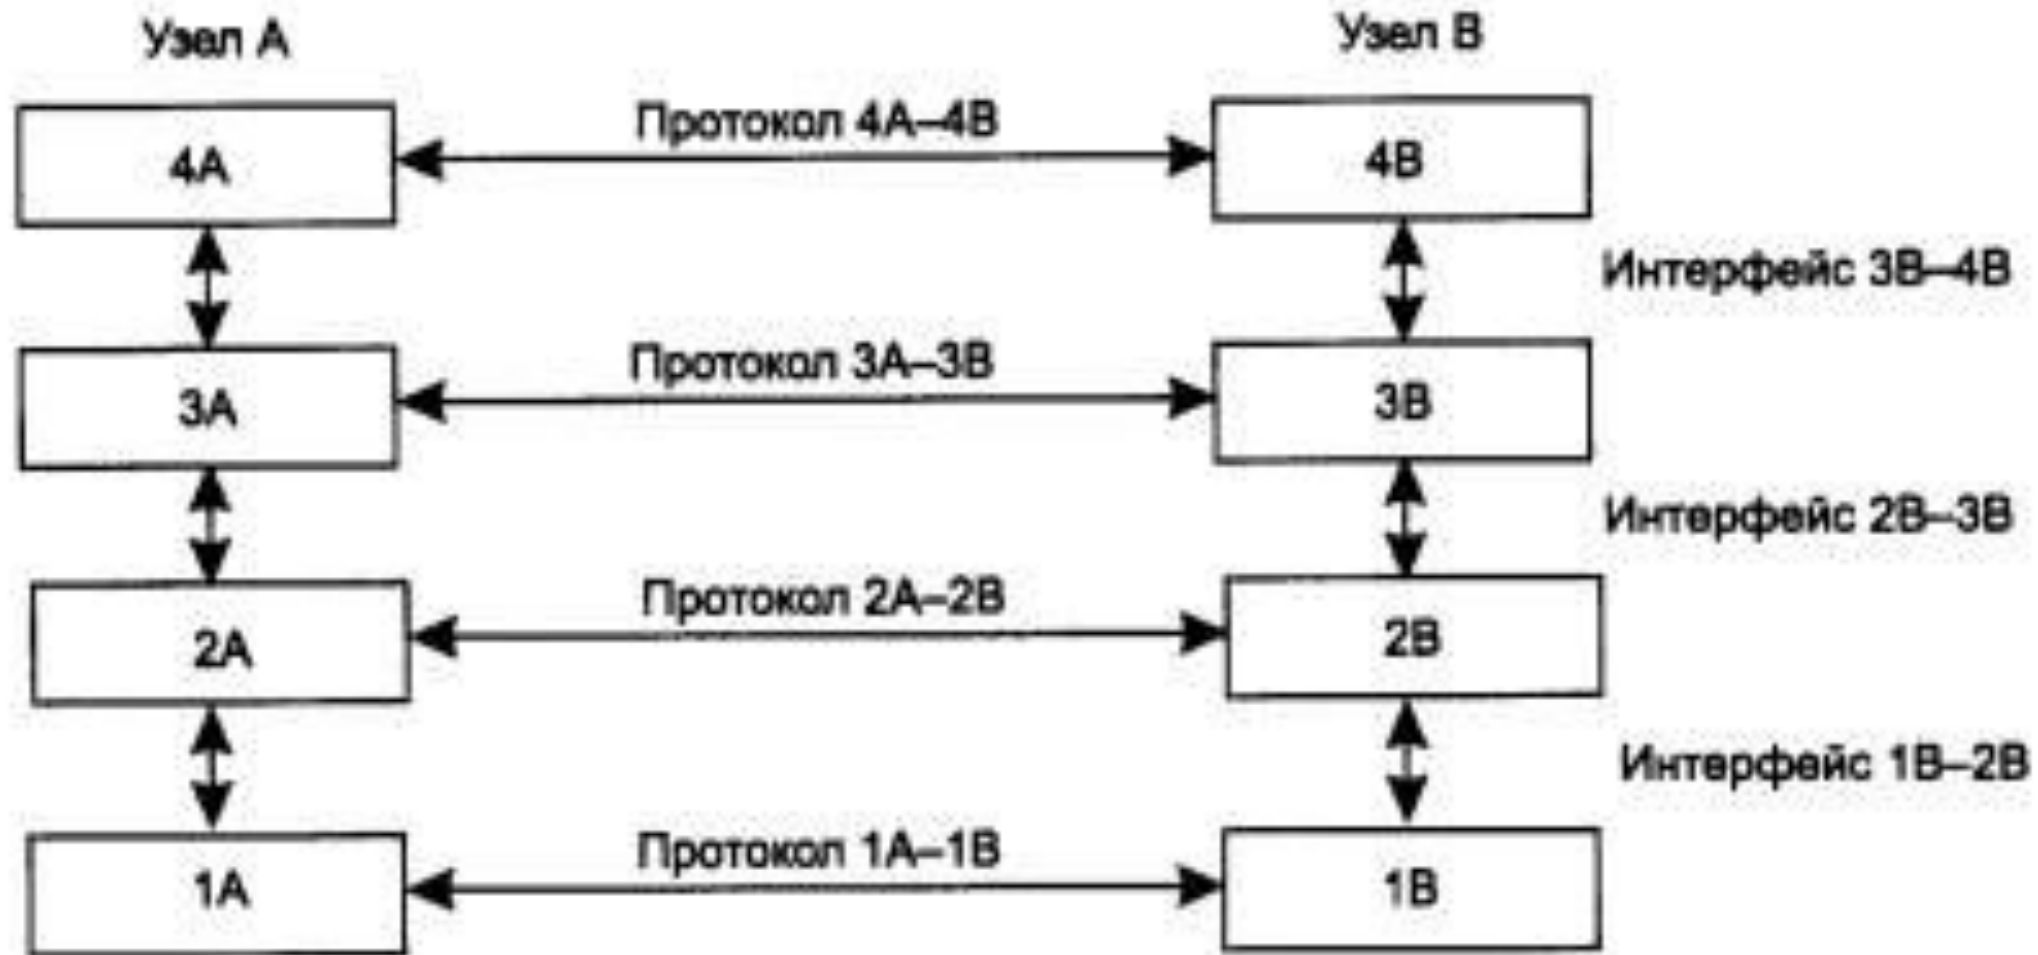 Узел А
Узел В
Протокол 4А–4В
4А
4В
Интерфейс 3В–4В
Протокол 3А–3В
3А
3В
Интерфейс 2В–3В
Протокол 2А–2В
2А
2В
Интерфейс 1В–2В
Протокол 1А–1В
1А
1В